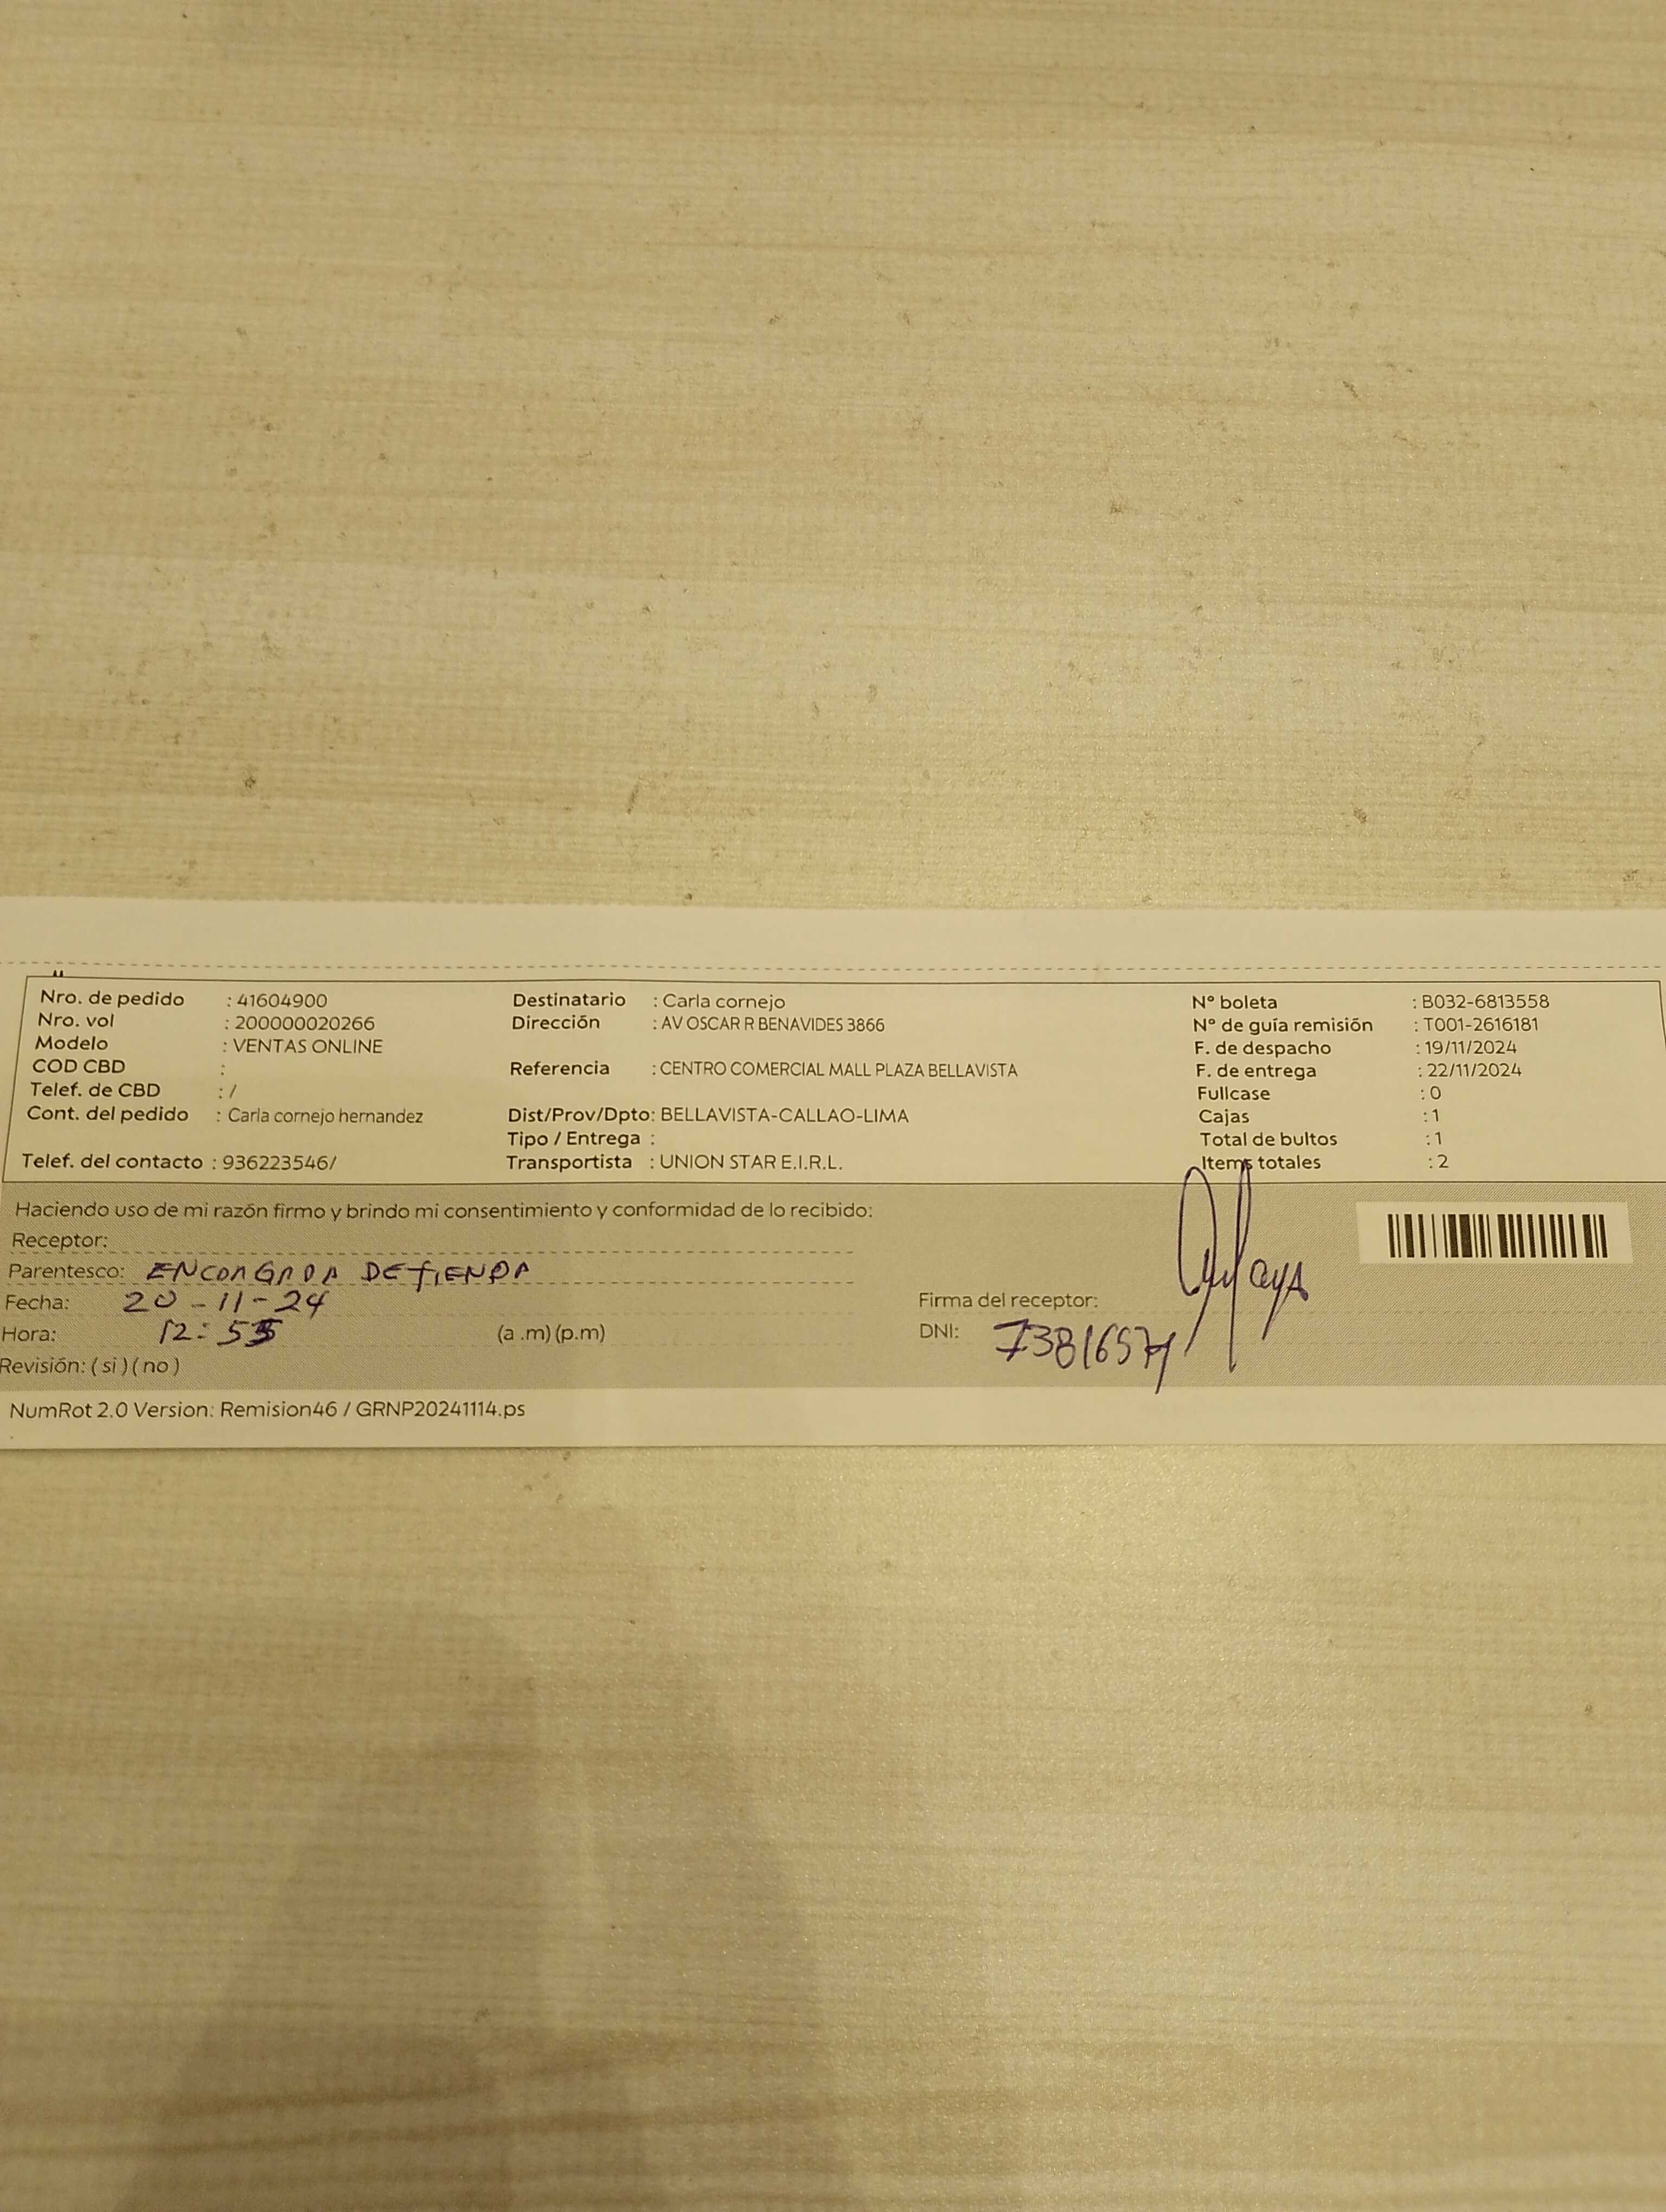 Nro. de pedido : 41604900
Nro. vol : 200000020266
Modelo : VENTAS ONLINE
COD CBD :
Telef. de CBD : /
Cont. del pedido : Carla cornejo hernandez
Telef. del contacto : 936223546/
Destinatario : Carla cornejo
Dirección : AV OSCAR R BENAVIDES 3866
Referencia : CENTRO COMERCIAL MALL PLAZA BELLAVISTA
Dist/Prov/Dpto: BELLAVISTA-CALLAO-LIMA
Tipo / Entrega :
Transportista : UNION STAR E.I.R.L.
N° boleta : B032-6813558
N° de guía remisión : T001-2616181
F. de despacho : 19/11/2024
F. de entrega : 22/11/2024
Fullcase : 0
Cajas : 1
Total de bultos : 1
Items totales : 2
Haciendo uso de mi razón firmo y brindo mi consentimiento y conformidad de lo recibido:
Receptor:
Parentesco: ENCARGADA DE TIENDA
Fecha: 20-11-24
Hora: 12:55 (a .m) (p.m)
Revisión: ( si ) ( no )
Firma del receptor:
DNI:
NumRot 2.0 Version: Remision46 / GRNP20241114.ps